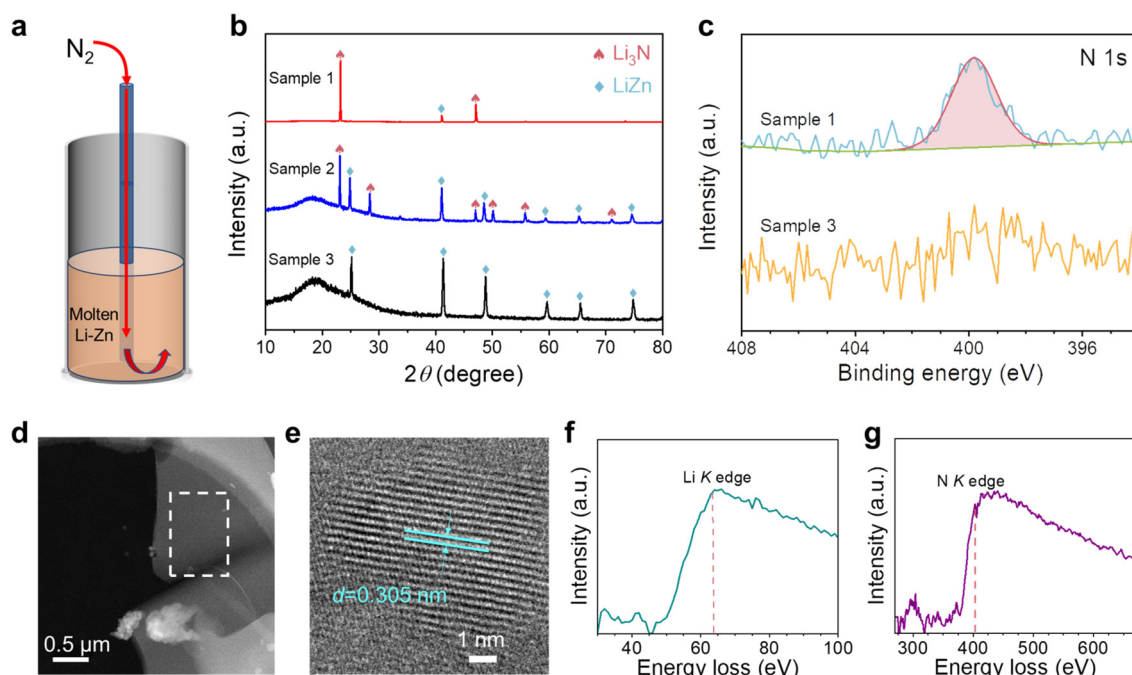 a
N₂
Molten
Li-Zn
b
♠ Li₃N
♦ LiZn
Sample 1
Sample 2
Sample 3
Intensity (a.u.)
10 20 30 40 50 60 70 80
2θ (degree)
c
N 1s
Sample 1
Sample 3
Intensity (a.u.)
408 404 400 396
Binding energy (eV)
d
0.5 μm
e
d=0.305 nm
1 nm
f
Li K edge
Intensity (a.u.)
40 60 80 100
Energy loss (eV)
g
N K edge
Intensity (a.u.)
300 400 500 600
Energy loss (eV)